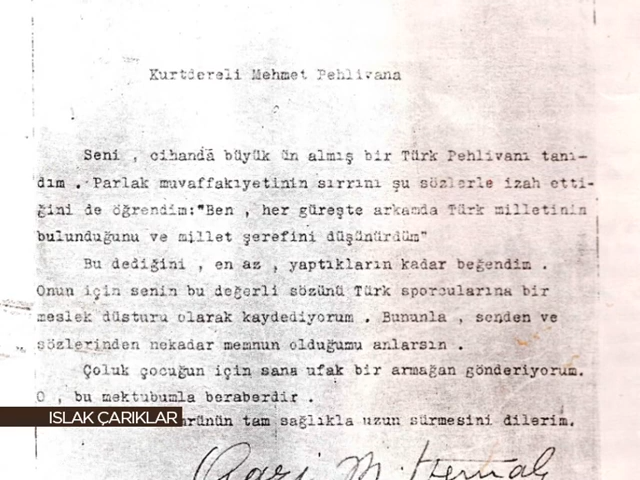 Kurtdereli Mehmet Pehlivana
Seni , cihanda büyük ün almış bir Türk Pehlivanı tanı-
dım . Parlak muvaffakıyetinin sırrını şu sözlerle izah etti-
ğini de öğrendim:"Ben , her güreşte arkamda Türk milletinin
bulunduğunu ve millet şerefini düşünürdüm"
Bu dediğini , en az , yaptıkların kadar beğendim .
Onun için senin bu değerli sözünü Türk sporcularına bir
meslek düsturu olarak kaydediyorum . Bununla , senden ve
sözlerinden nekadar memnun olduğumu anlarsın .
Çoluk çocuğun için sana ufak bir armağan gönderiyorum.
O , bu mektubumla beraberdir .
ISLAK ÇARIKLAR
tam sağlıkla uzun sürmesini dilerim.
Gazi M. Kemal